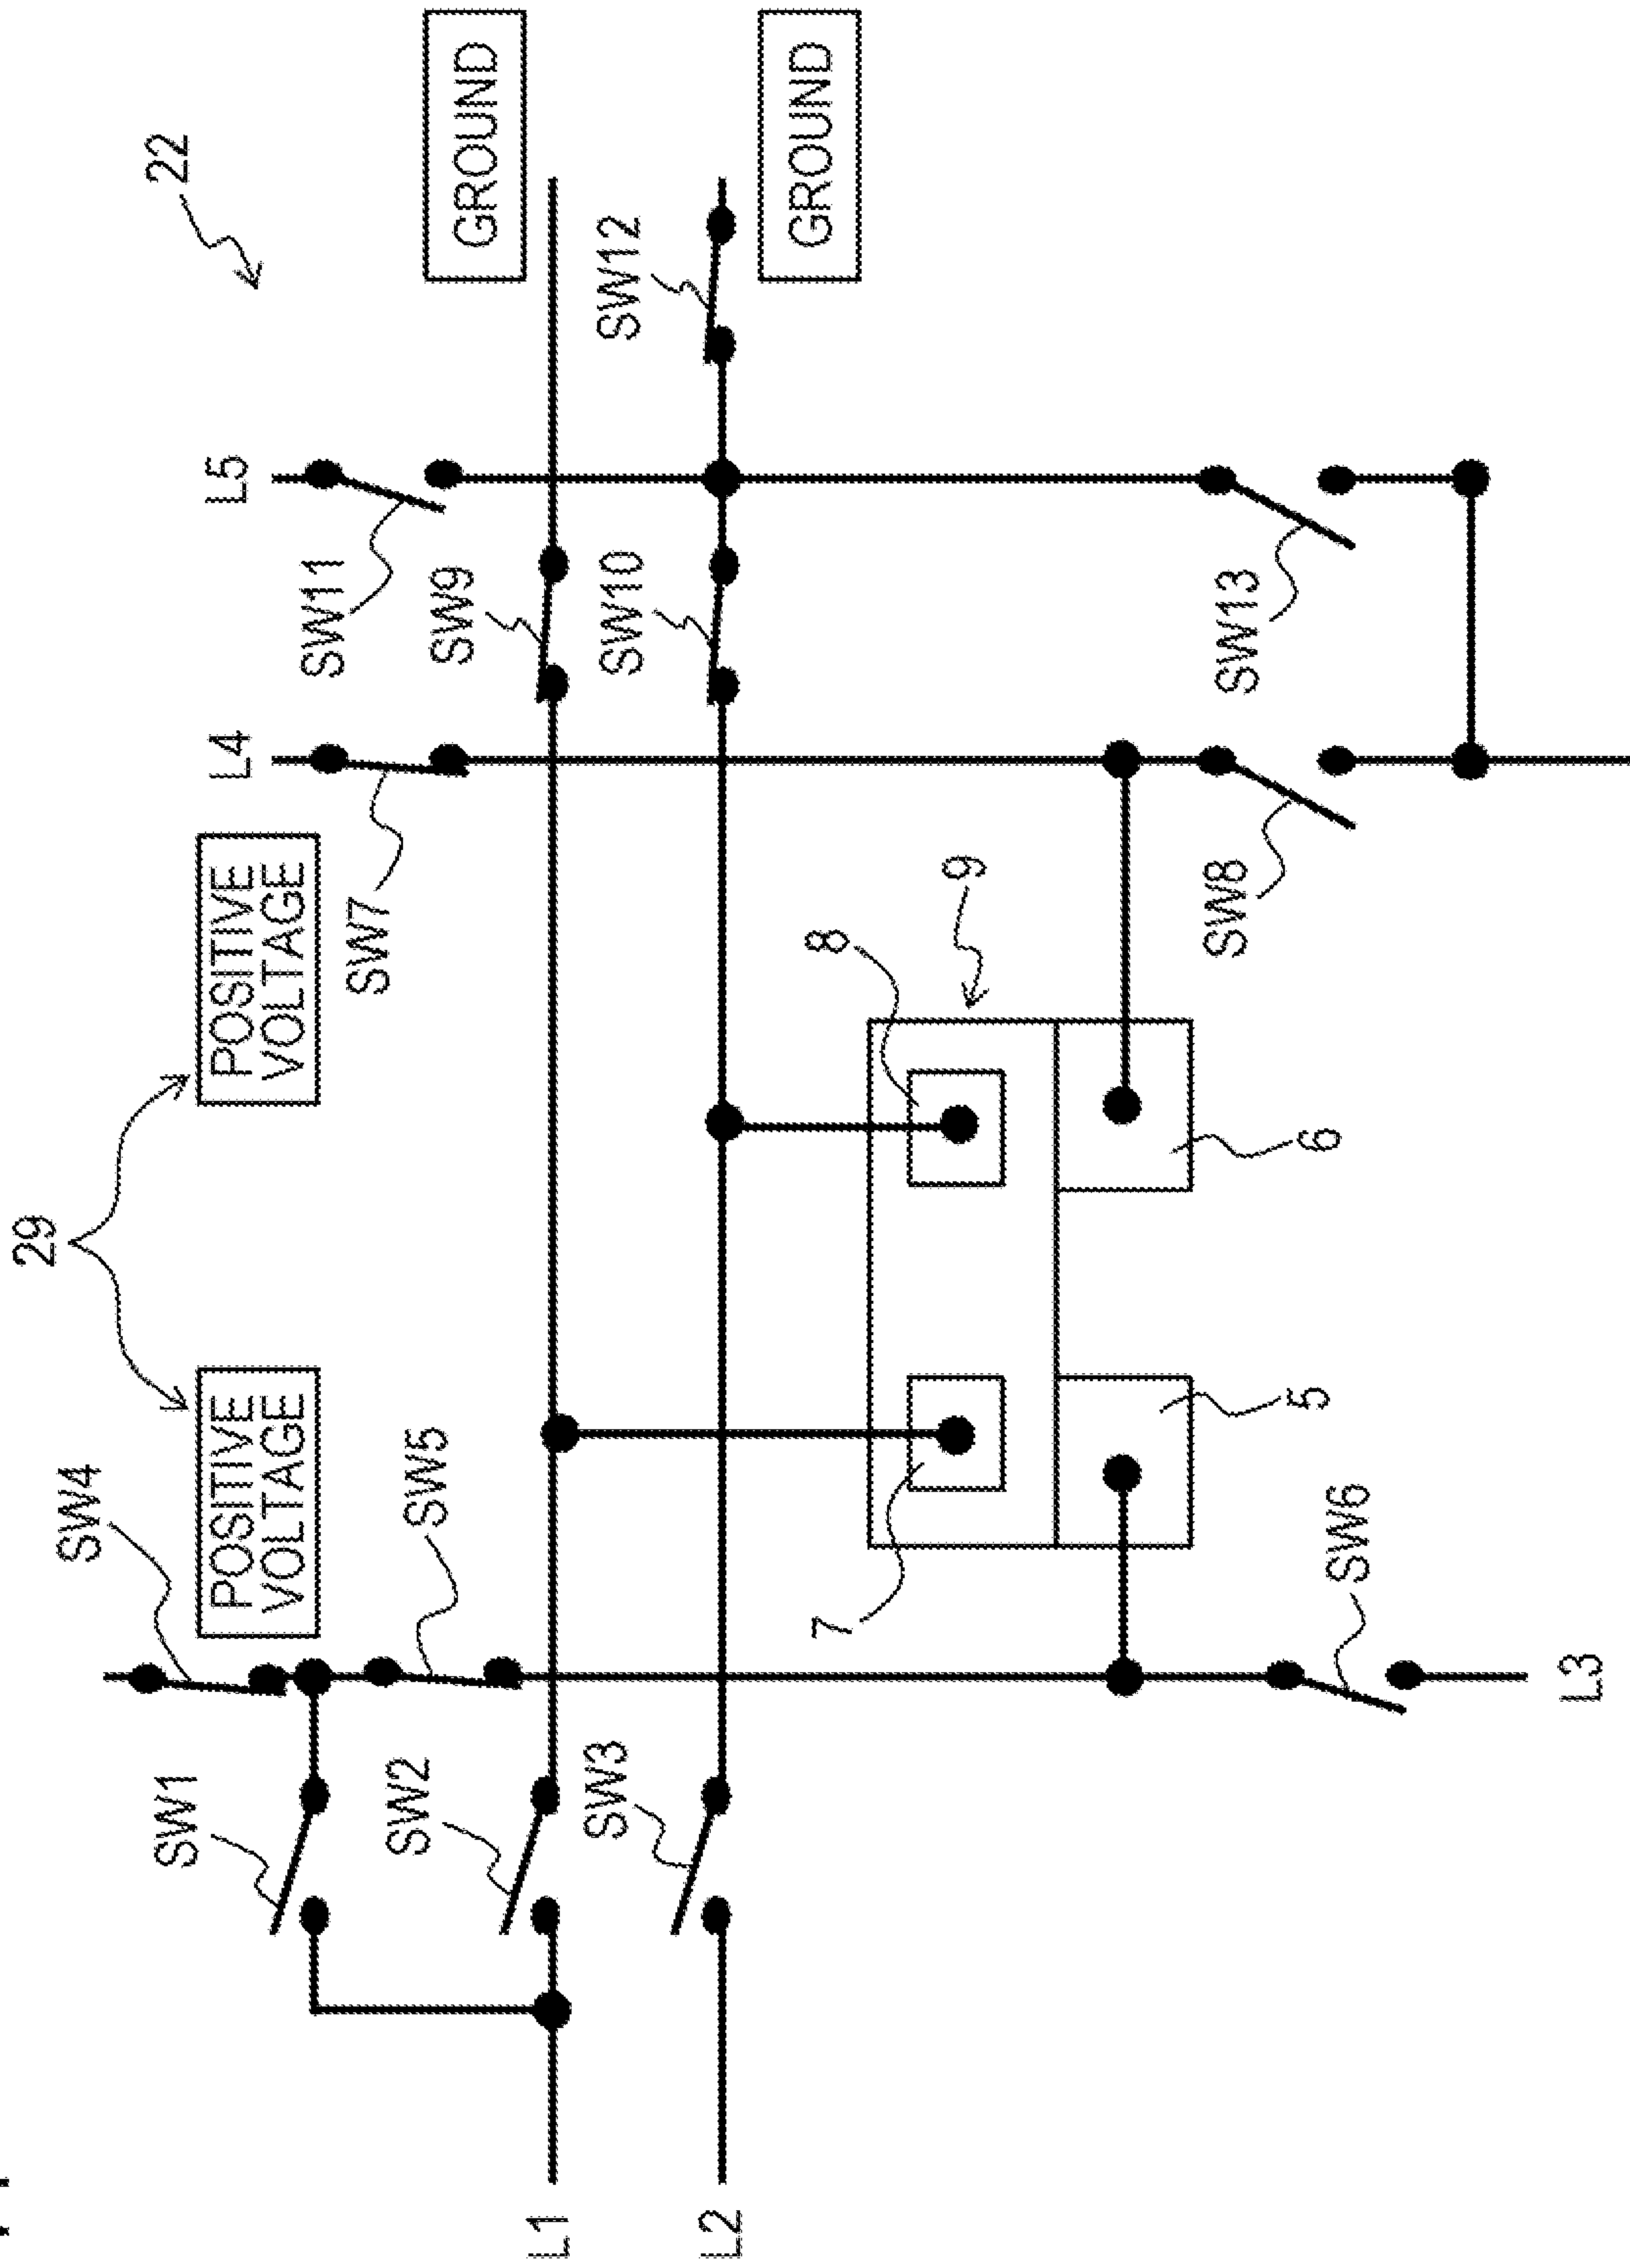 22
29
POSITIVE
VOLTAGE
POSITIVE
VOLTAGE
L4
L5
GROUND
GROUND
SW4
SW1
SW5
SW2
SW3
SW7
SW11
SW9
SW10
SW12
L1
L2
7
8
9
5
6
SW6
SW8
SW13
L3